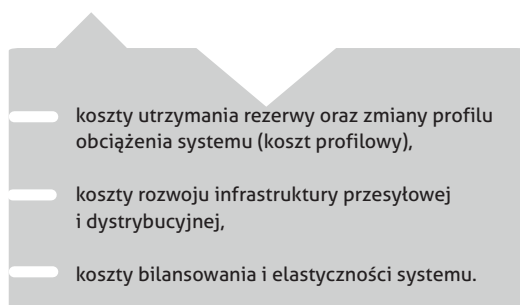 koszty utrzymania rezerwy oraz zmiany profilu
obciążenia systemu (koszt profilowy),
koszty rozwoju infrastruktury przesyłowej
i dystrybucyjnej,
koszty bilansowania i elastyczności systemu.